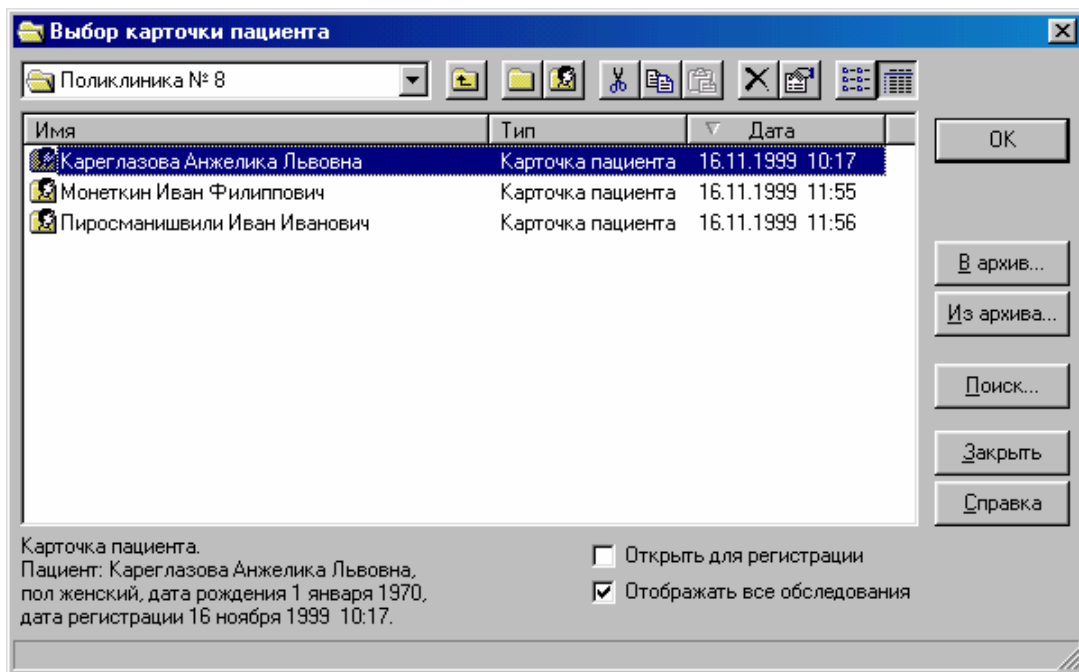 Выбор карточки пациента
Поликлиника № 8
Имя Тип Дата
Кареглазова Анжелика Львовна Карточка пациента 16.11.1999 10:17
Монеткин Иван Филиппович Карточка пациента 16.11.1999 11:55
Пиросманишвили Иван Иванович Карточка пациента 16.11.1999 11:56
OK
В архив...
Из архива...
Поиск...
Закрыть
Справка
Карточка пациента.
Пациент: Кареглазова Анжелика Львовна,
пол женский, дата рождения 1 января 1970,
дата регистрации 16 ноября 1999 10:17.
Открыть для регистрации
Отображать все обследования